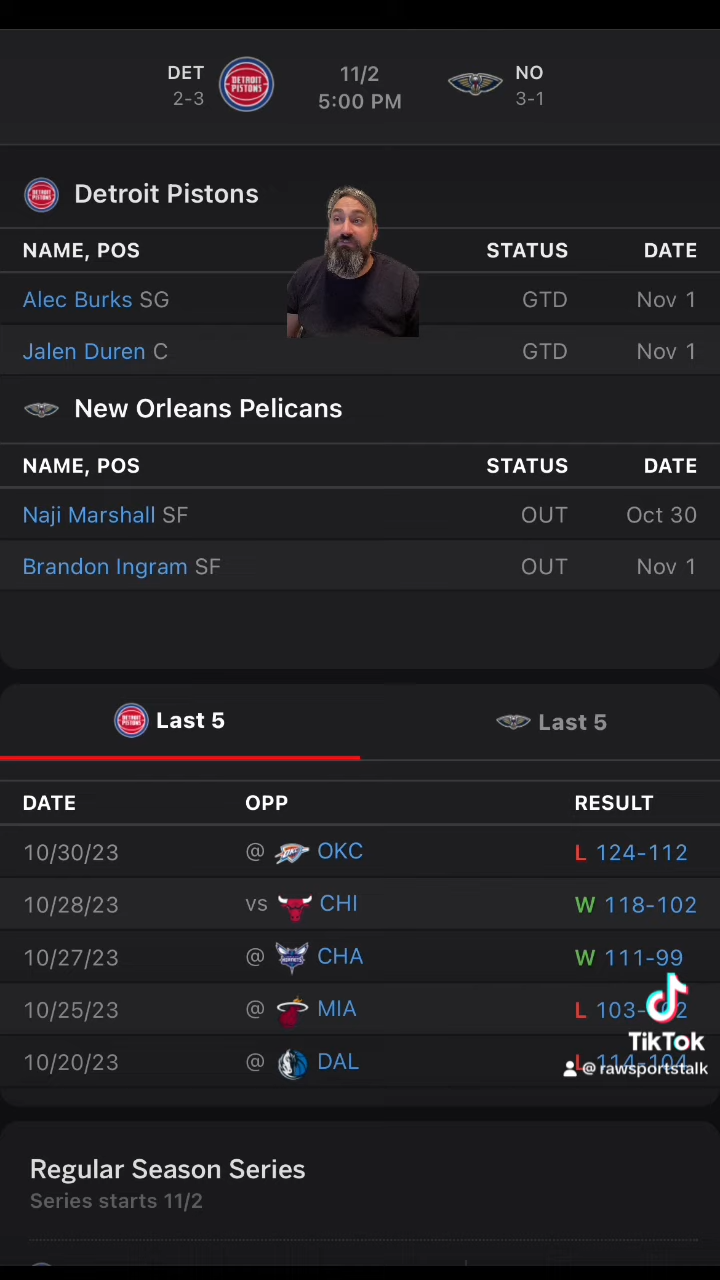 DET 11/2 NO
2-3 5:00 PM 3-1
DETROIT PISTONS
Detroit Pistons
NAME, POS STATUS DATE
Alec Burks SG GTD Nov 1
Jalen Duren C GTD Nov 1
New Orleans Pelicans
NAME, POS STATUS DATE
Naji Marshall SF OUT Oct 30
Brandon Ingram SF OUT Nov 1
Last 5 Last 5
DATE OPP RESULT
10/30/23 @ OKC L 124-112
10/28/23 vs CHI W 118-102
10/27/23 @ CHA W 111-99
10/25/23 @ MIA L 103-
10/20/23 @ DAL L 114-104
TikTok
@ rawsportstalk
Regular Season Series
Series starts 11/2